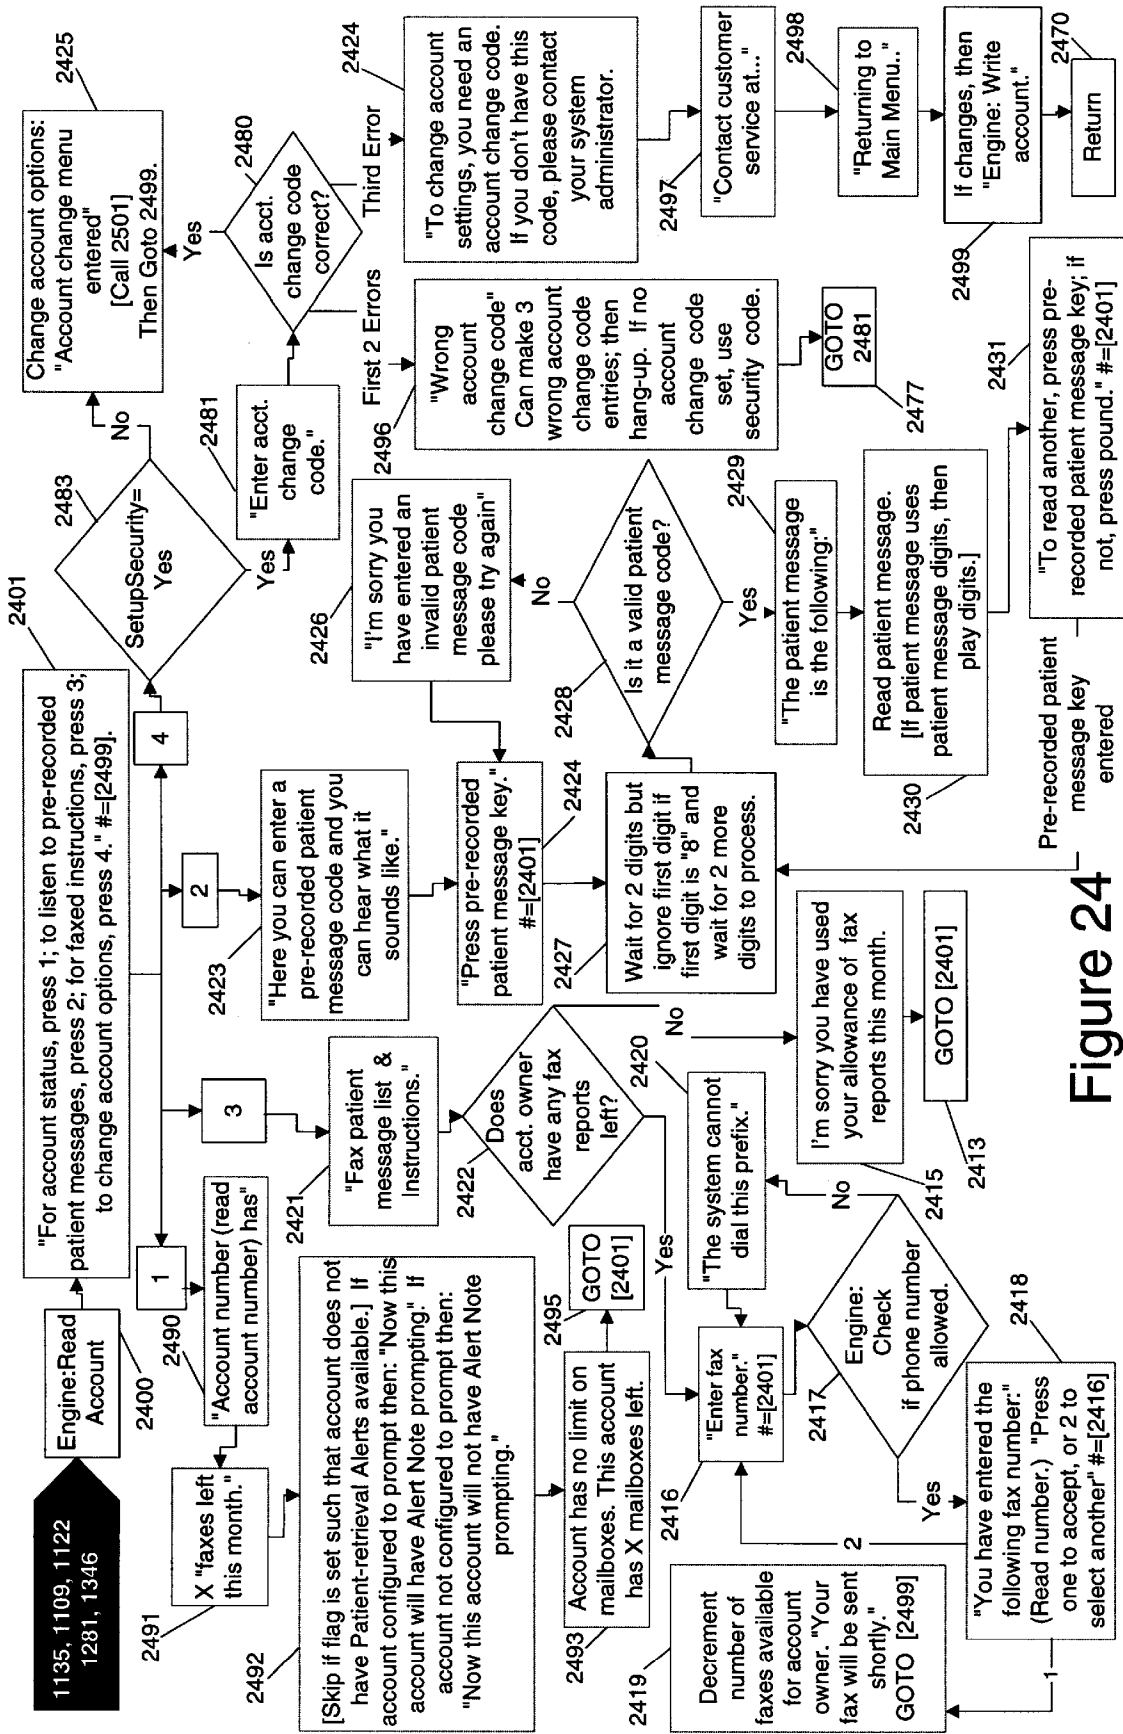 1135, 1109, 1122
1281, 1346
Engine:Read
Account
2400
2401
"For account status, press 1; to listen to pre-recorded
patient messages, press 2; for faxed instructions, press 3;
to change account options, press 4." #=[2499].
1
2
3
4
2490
"Account number (read
account number) has"
2491
X "faxes left
this month."
2492
[Skip if flag is set such that account does not
have Patient-retrieval Alerts available.] If
account configured to prompt then: "Now this
account will have Alert Note prompting." If
account not configured to prompt then:
"Now this account will not have Alert Note
prompting."
2493
Account has no limit on
mailboxes. This account
has X mailboxes left.
2495
GOTO
[2401]
2421
"Fax patient
message list &
Instructions."
2422
Does
acct. owner
have any fax
reports
left?
Yes
No
2416
"Enter fax
number."
#=[2401]
2420
"The system cannot
dial this prefix."
2417
Engine:
Check
if phone number
allowed.
No
Yes
2418
"You have entered the
following fax number:"
(Read number.) "Press
one to accept, or 2 to
select another" #=[2416]
2
1
2419
Decrement
number of
faxes available
for account
owner. "Your
fax will be sent
shortly."
GOTO [2499]
2415
I'm sorry you have used
your allowance of fax
reports this month.
2413
GOTO [2401]
2423
"Here you can enter a
pre-recorded patient
message code and you
can hear what it
sounds like."
"Press pre-recorded
patient message key."
#=[2401]
2424
2427
Wait for 2 digits but
ignore first digit if
first digit is "8" and
wait for 2 more
digits to process.
2426
"I'm sorry you
have entered an
invalid patient
message code
please try again"
2428
Is it a valid patient
message code?
No
Yes
2429
"The patient message
is the following:"
2430
Read patient message.
[If patient message uses
patient message digits, then
play digits.]
2431
"To read another, press pre-
recorded patient message key; if
not, press pound." #=[2401]
Pre-recorded patient
message key
entered
2483
SetupSecurity=
Yes
No
Yes
2425
Change account options:
"Account change menu
entered"
[Call 2501]
Then Goto 2499.
2481
"Enter acct.
change
code."
2480
Is acct.
change code
correct?
Yes
First 2 Errors
Third Error
2496
"Wrong
account
change code"
Can make 3
wrong account
change code
entries; then
hang-up. If no
account
change code
set, use
security code.
GOTO
2481
2477
2424
"To change account
settings, you need an
account change code.
If you don't have this
code, please contact
your system
administrator.
2497
"Contact customer
service at..."
2498
"Returning to
Main Menu.."
2499
If changes, then
"Engine: Write
account."
2470
Return
Figure 24